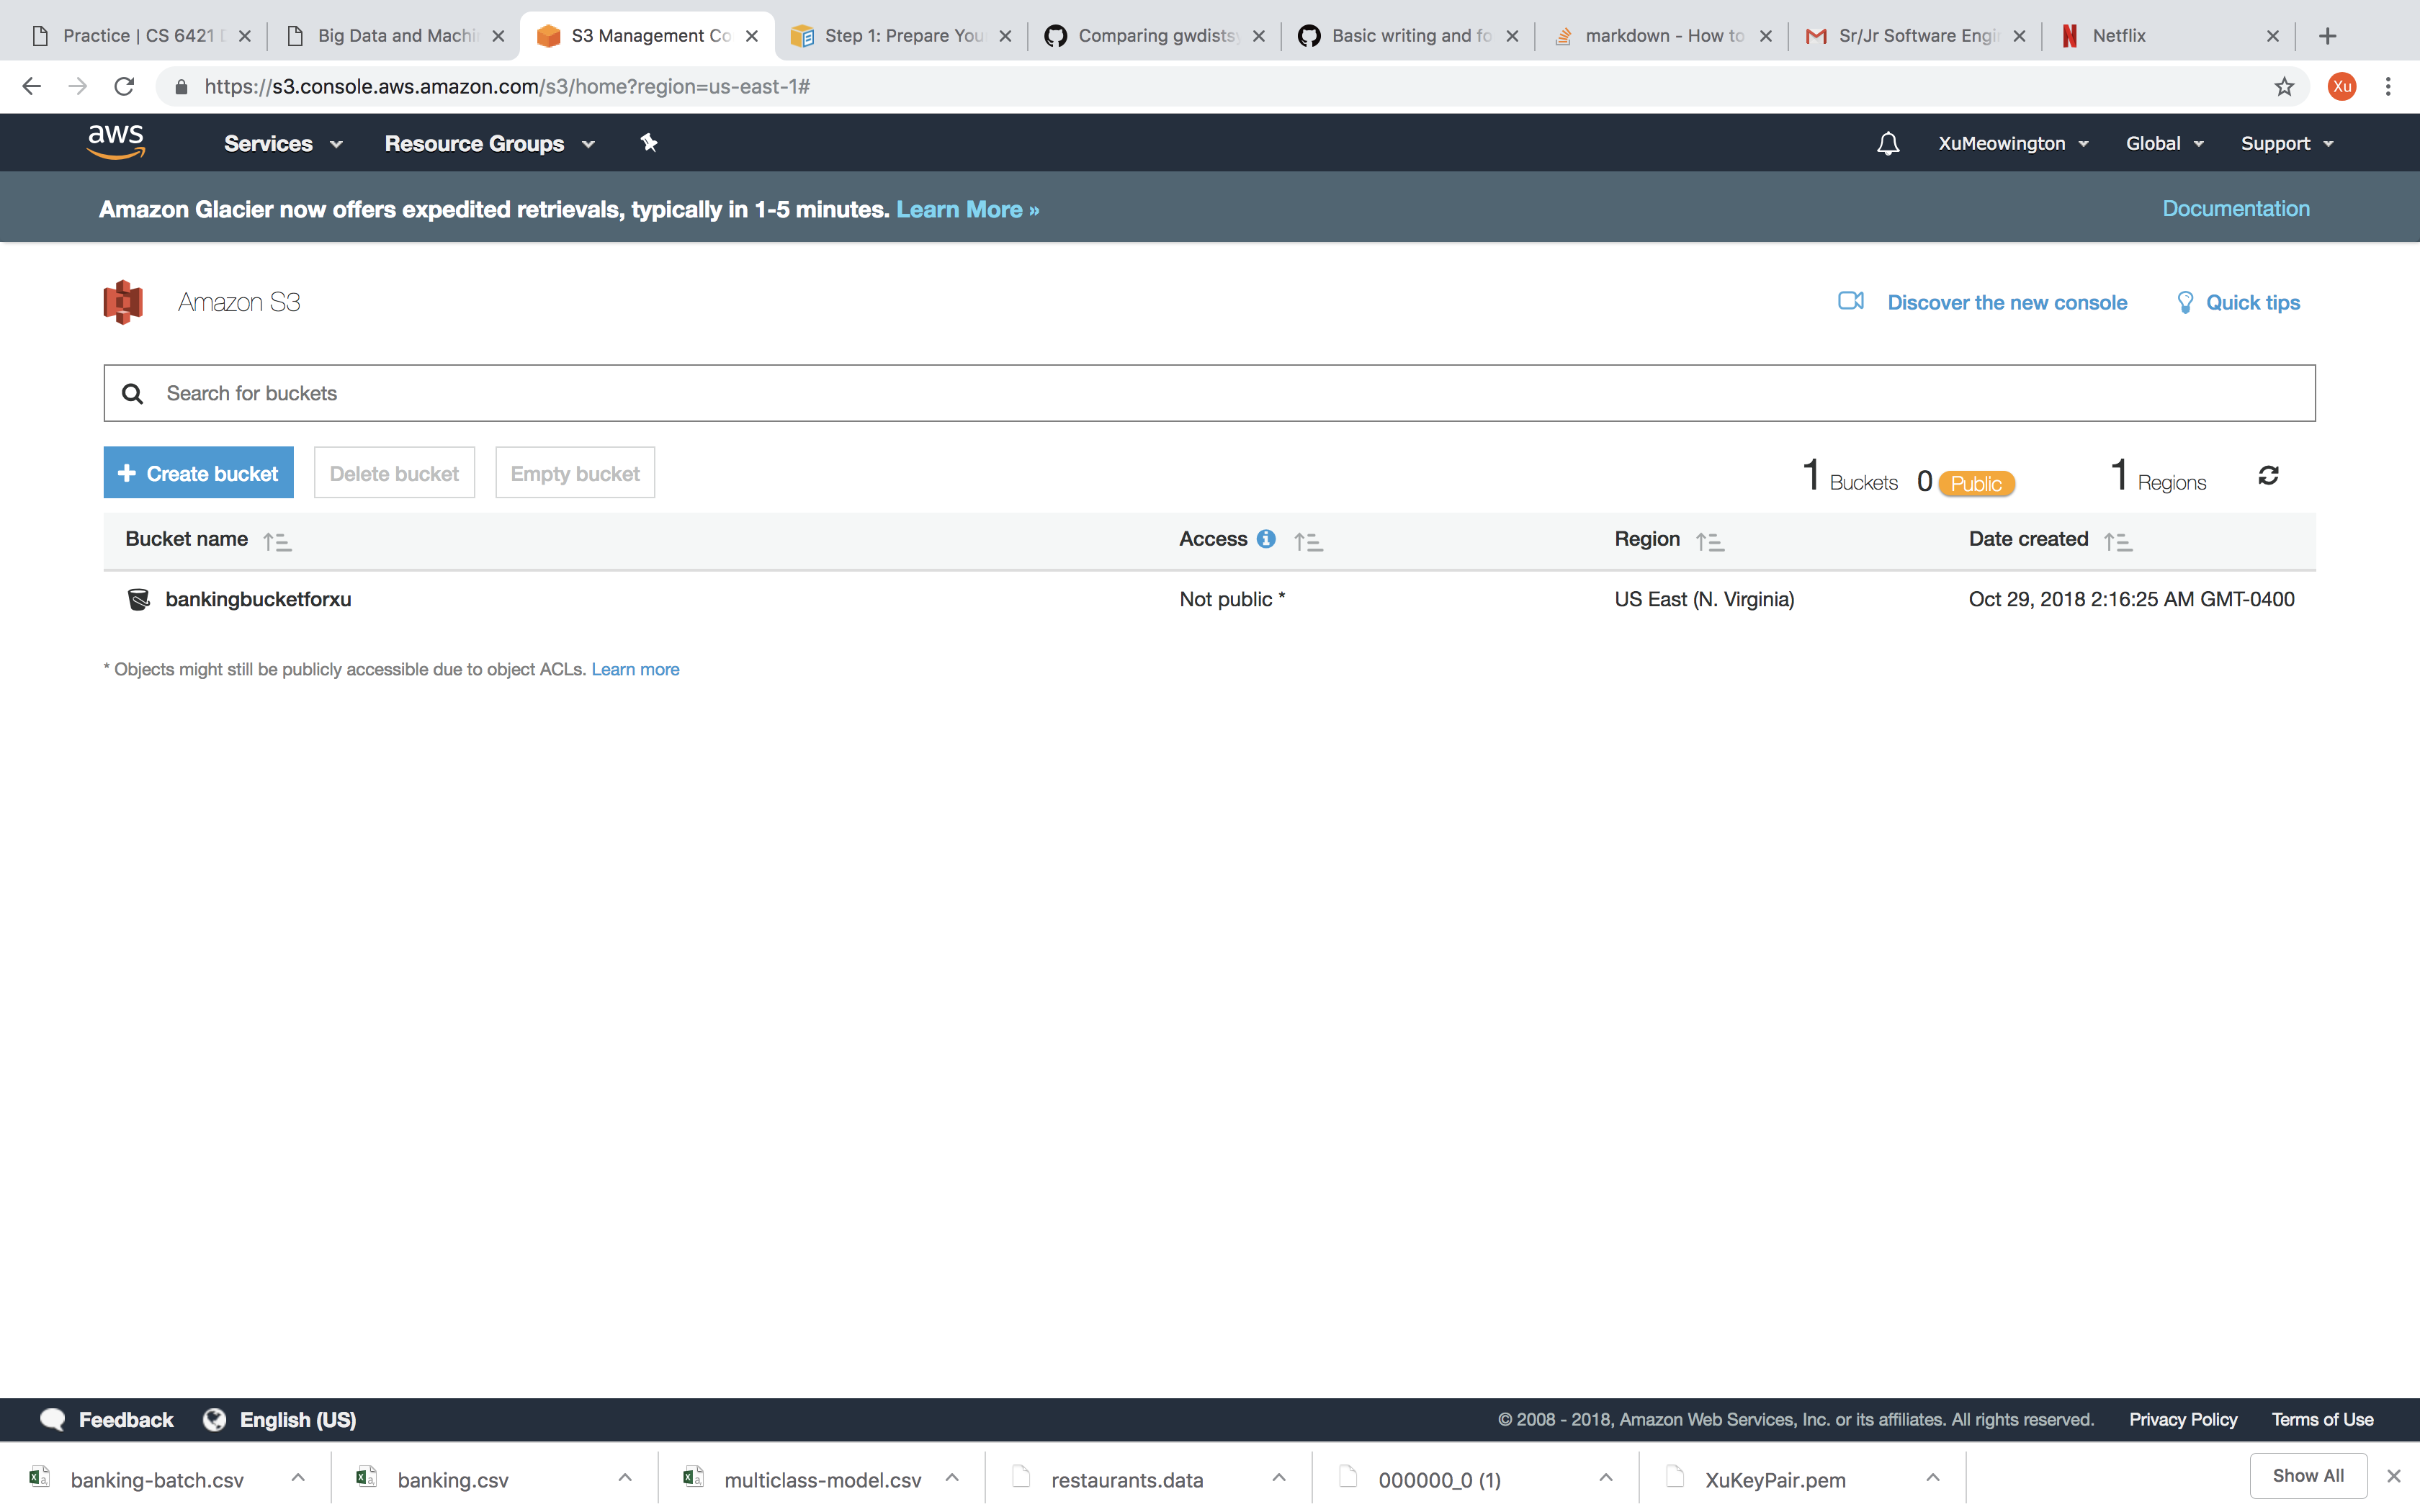 Practice | CS 6421 Big Data and Machi S3 Management Co Step 1: Prepare You Comparing gwdists Basic writing and fo markdown - How to Sr/Jr Software Engi Netflix
https://s3.console.aws.amazon.com/s3/home?region=us-east-1# Xu
aws Services Resource Groups XuMeowington Global Support
Amazon Glacier now offers expedited retrievals, typically in 1-5 minutes. Learn More » Documentation
Amazon S3 Discover the new console Quick tips
Search for buckets
+ Create bucket Delete bucket Empty bucket 1 Buckets 0 Public 1 Regions
Bucket name Access Region Date created
bankingbucketforxu Not public * US East (N. Virginia) Oct 29, 2018 2:16:25 AM GMT-0400
* Objects might still be publicly accessible due to object ACLs. Learn more
Feedback English (US) © 2008 - 2018, Amazon Web Services, Inc. or its affiliates. All rights reserved. Privacy Policy Terms of Use
banking-batch.csv banking.csv multiclass-model.csv restaurants.data 000000_0 (1) XuKeyPair.pem Show All